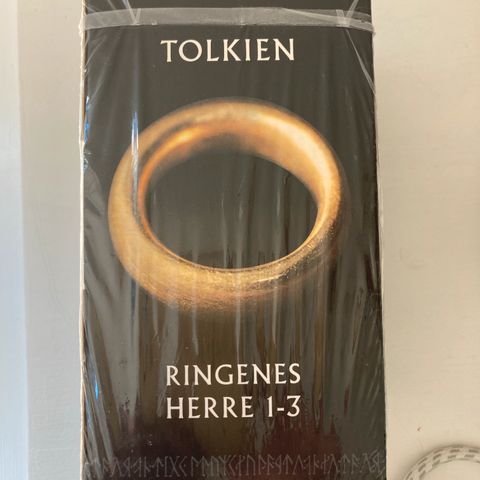 TOLKIEN
RINGENES
HERRE 1-3